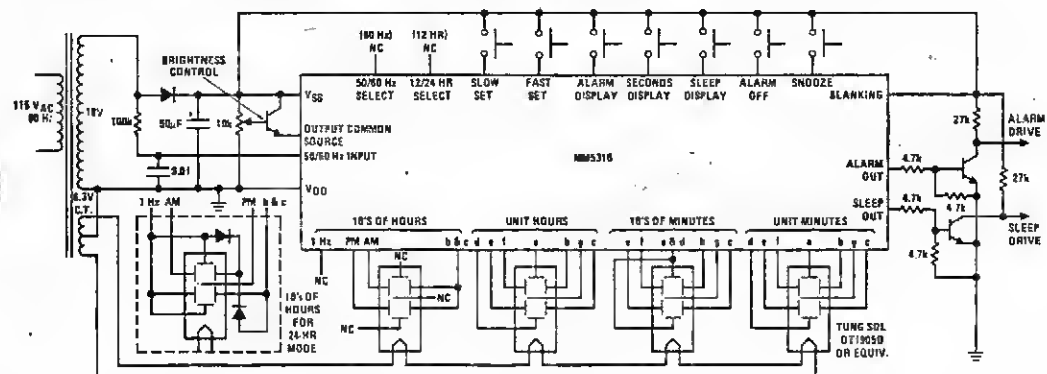 (60 Hz)
NC
(12 HR)
NC
BRIGHTNESS
CONTROL
50/60 Hz
SELECT
12/24 HR
SELECT
SLOW
SET
FAST
SET
ALARM
DISPLAY
SECONDS
DISPLAY
SLEEP
DISPLAY
ALARM
OFF
SNOOZE
BLANKING
115 VAC
60 Hz
16V
100k
50µF
10k
VSS
OUTPUT COMMON
SOURCE
50/60 Hz INPUT
0.01
VDD
MM5316
27k
ALARM
DRIVE
ALARM
OUT
4.7k
SLEEP
OUT
4.7k
4.7k
27k
SLEEP
DRIVE
4.7k
6.3V
C.T.
1 Hz AM PM b & c
10'S OF HOURS
UNIT HOURS
10'S OF MINUTES
UNIT MINUTES
1 Hz PM AM b & c
d e f a b g c
e f a & d b g c
d e f a b g c
NC
NC
NC
NC
10'S OF
HOURS
FOR
24-HR
MODE
TUNG SOL
DT1905D
OR EQUIV.